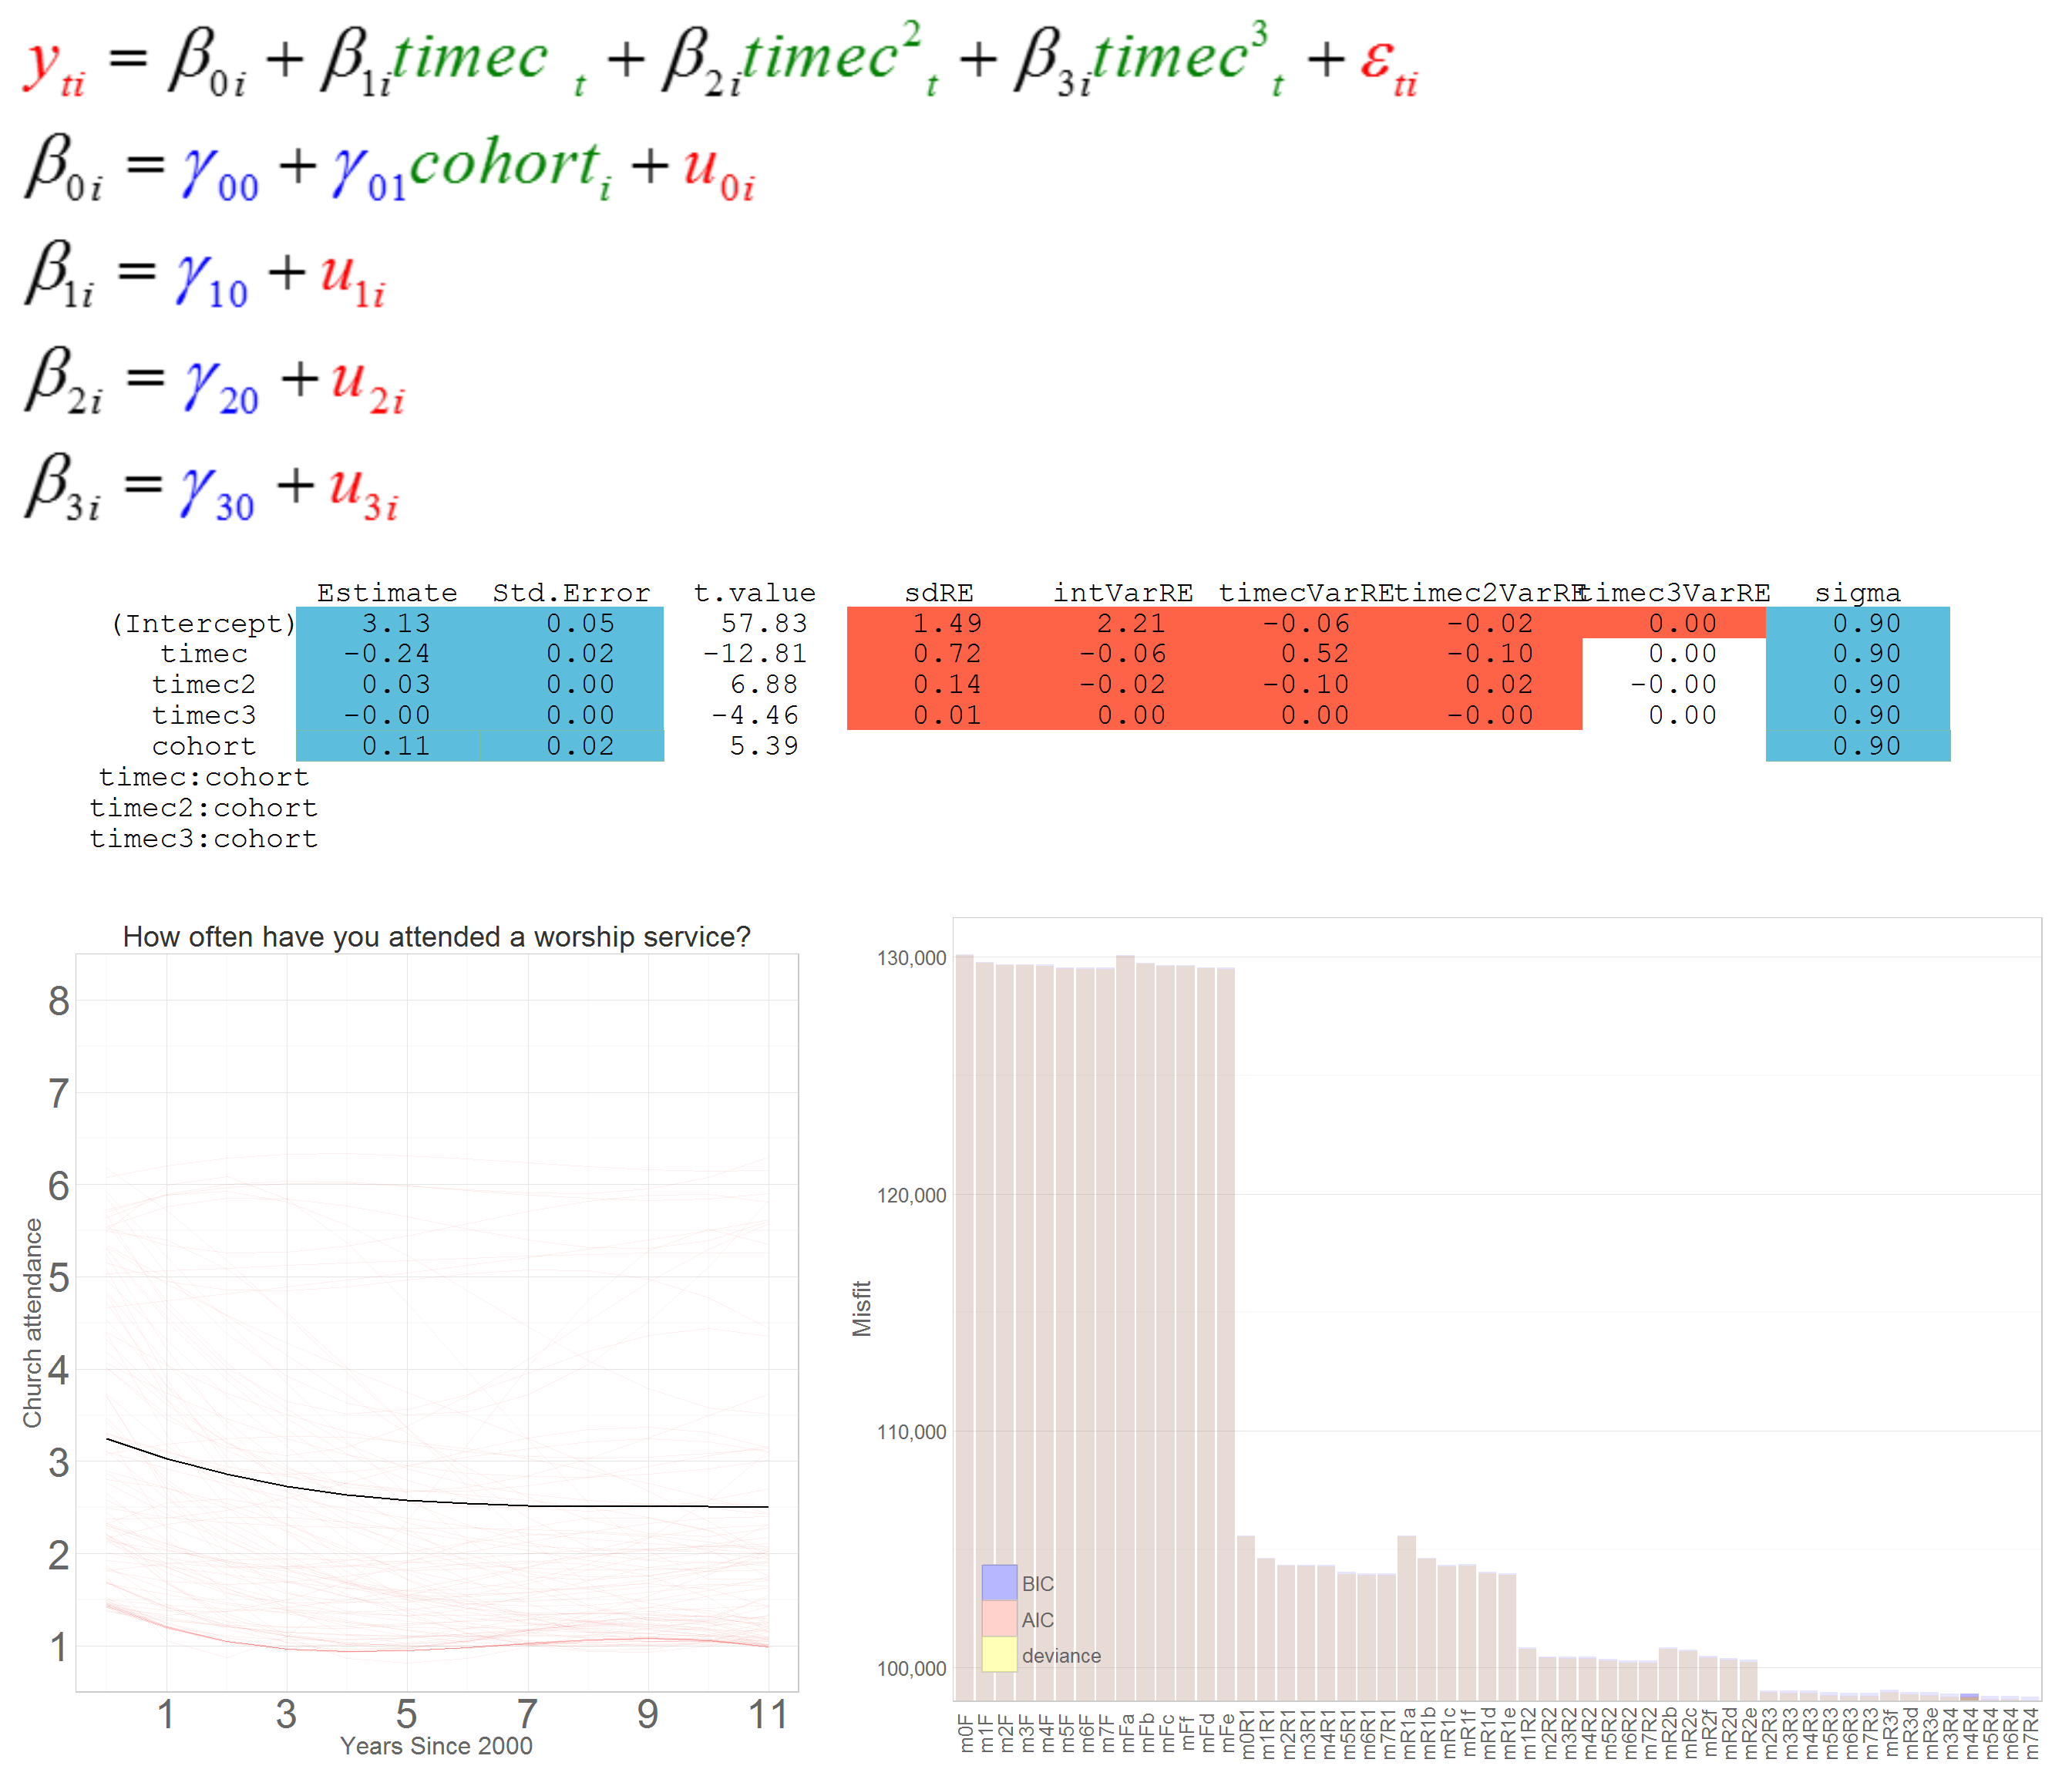 y_ti = β_0i + β_1i timec_t + β_2i timec²_t + β_3i timec³_t + ε_ti
β_0i = γ_00 + γ_01 cohort_i + u_0i
β_1i = γ_10 + u_1i
β_2i = γ_20 + u_2i
β_3i = γ_30 + u_3i
Estimate Std.Error t.value sdRE intVarRE timecVarRE timec2VarRE timec3VarRE sigma
(Intercept) 3.13 0.05 57.83 1.49 2.21 -0.06 -0.02 0.00 0.90
timec -0.24 0.02 -12.81 0.72 -0.06 0.52 -0.10 0.00 0.90
timec2 0.03 0.00 6.88 0.14 -0.02 -0.10 0.02 -0.00 0.90
timec3 -0.00 0.00 -4.46 0.01 0.00 0.00 -0.00 0.00 0.90
cohort 0.11 0.02 5.39 0.90
timec:cohort
timec2:cohort
timec3:cohort
How often have you attended a worship service?
Church attendance
8
7
6
5
4
3
2
1
1 3 5 7 9 11
Years Since 2000
Misfit
130,000
120,000
110,000
100,000
BIC
AIC
deviance
m0F m1F m2F m3F m4F m5F m6F m7F mFa mFb mFc mFf mFd mFe m0R1 m1R1 m2R1 m3R1 m4R1 m5R1 m6R1 m7R1 mR1a mR1b mR1c mR1f mR1d mR1e m1R2 m2R2 m3R2 m4R2 m5R2 m6R2 m7R2 mR2b mR2c mR2f mR2d mR2e m2R3 m3R3 m4R3 m5R3 m6R3 m7R3 mR3f mR3d mR3e m3R4 m4R4 m5R4 m6R4 m7R4